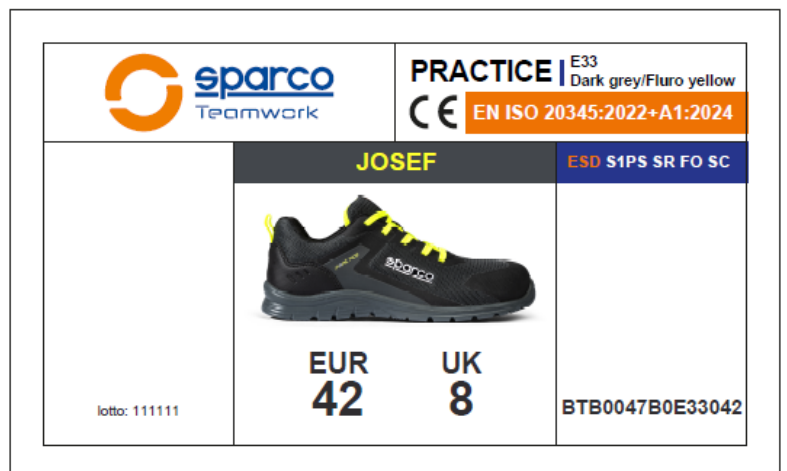 sparco
Teamwork
PRACTICE
E33
Dark grey/Fluro yellow
CE
EN ISO 20345:2022+A1:2024
JOSEF
ESD S1PS SR FO SC
sparco
EUR
42
UK
8
lotto: 111111
BTB0047B0E33042